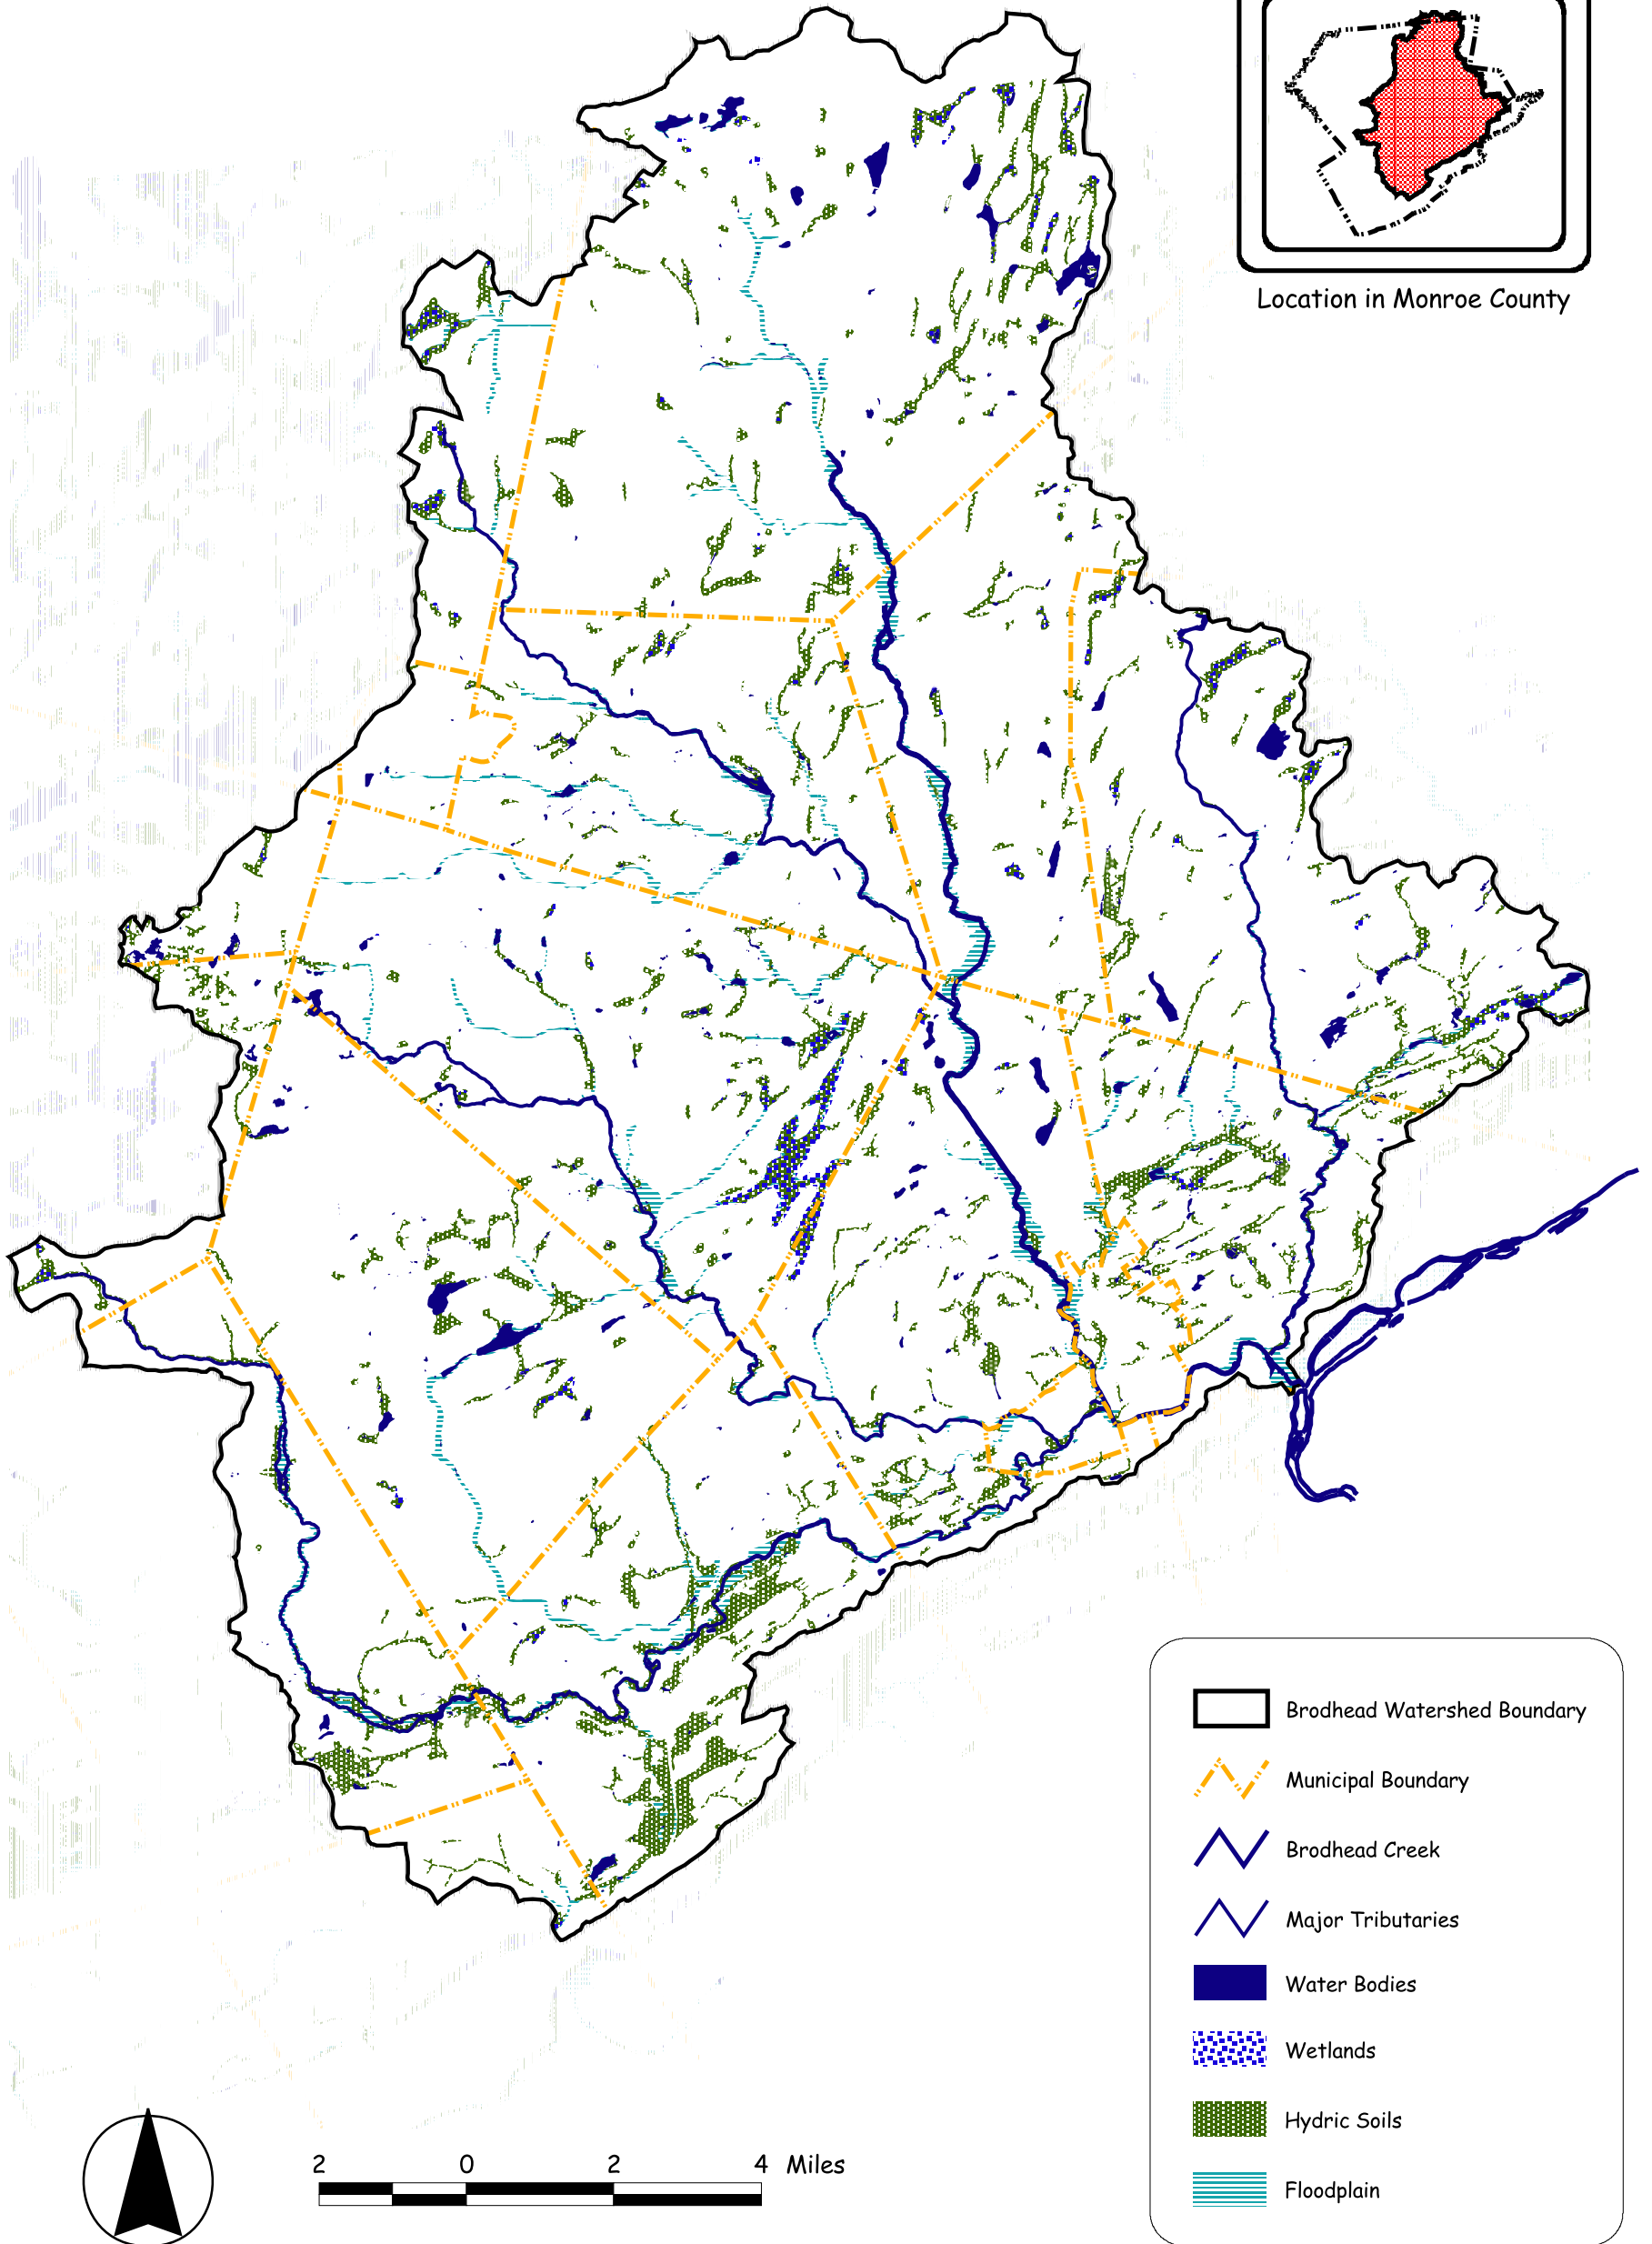 Location in Monroe County
Brodhead Watershed Boundary
Municipal Boundary
Brodhead Creek
Major Tributaries
Water Bodies
Wetlands
Hydric Soils
Floodplain
2 0 2 4 Miles